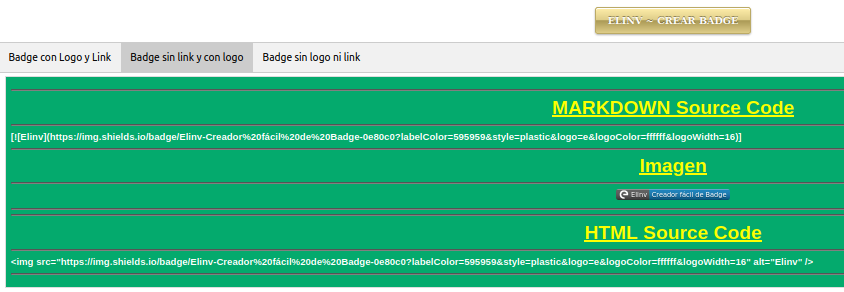 ELINV ~ CREAR BADGE
Badge con Logo y Link Badge sin link y con logo Badge sin logo ni link
MARKDOWN Source Code
[![Elinv](https://img.shields.io/badge/Elinv-Creador%20fácil%20de%20Badge-0e80c0?labelColor=595959&style=plastic&logo=e&logoColor=ffffff&logoWidth=16)]
Imagen
Elinv Creador fácil de Badge
HTML Source Code
<img src="https://img.shields.io/badge/Elinv-Creador%20fácil%20de%20Badge-0e80c0?labelColor=595959&style=plastic&logo=e&logoColor=ffffff&logoWidth=16" alt="Elinv" />